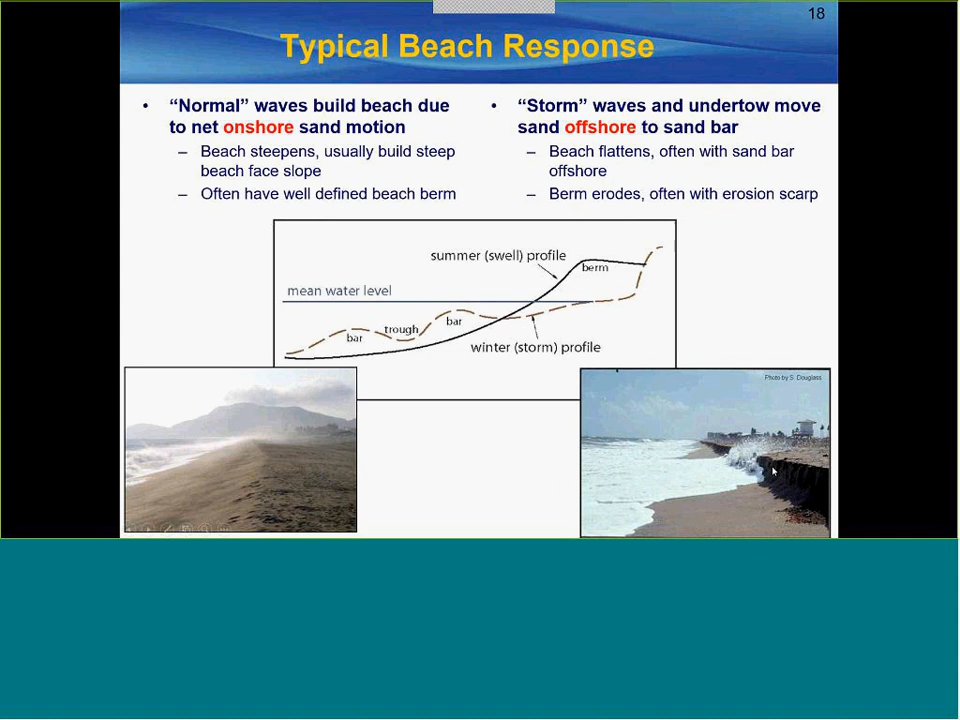 18
Typical Beach Response
• “Normal” waves build beach due
to net onshore sand motion
– Beach steepens, usually build steep
beach face slope
– Often have well defined beach berm
• “Storm” waves and undertow move
sand offshore to sand bar
– Beach flattens, often with sand bar
offshore
– Berm erodes, often with erosion scarp
summer (swell) profile
berm
mean water level
bar
trough
bar
winter (storm) profile
Photo by S. Douglass